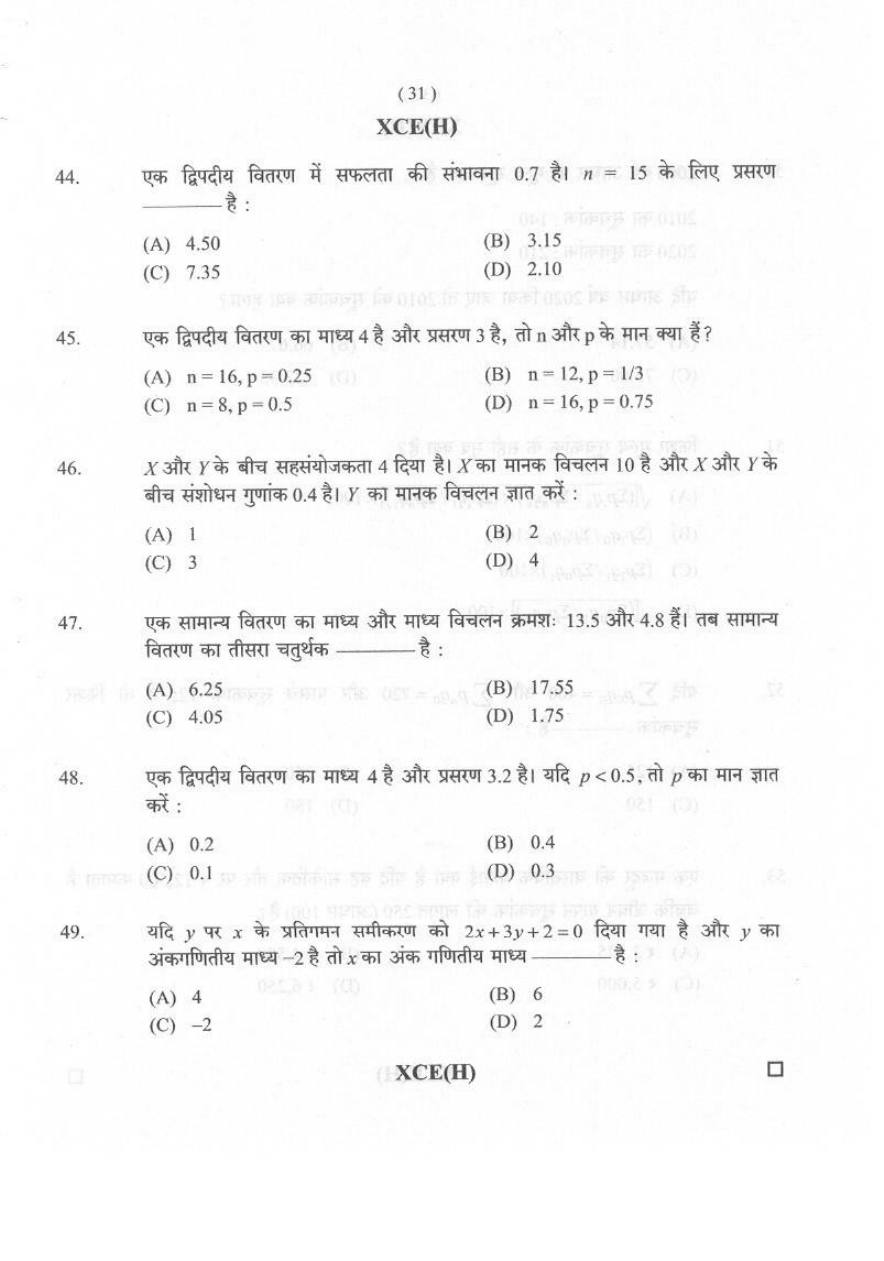 ( 31 )
XCE(H)
44. एक द्विपदीय वितरण में सफलता की संभावना 0.7 है। n = 15 के लिए प्रसरण
________ है :
(A) 4.50 (B) 3.15
(C) 7.35 (D) 2.10
45. एक द्विपदीय वितरण का माध्य 4 है और प्रसरण 3 है, तो n और p के मान क्या हैं?
(A) n = 16, p = 0.25 (B) n = 12, p = 1/3
(C) n = 8, p = 0.5 (D) n = 16, p = 0.75
46. X और Y के बीच सहसंयोजकता 4 दिया है। X का मानक विचलन 10 है और X और Y के
बीच संशोधन गुणांक 0.4 है। Y का मानक विचलन ज्ञात करें :
(A) 1 (B) 2
(C) 3 (D) 4
47. एक सामान्य वितरण का माध्य और माध्य विचलन क्रमशः 13.5 और 4.8 हैं। तब सामान्य
वितरण का तीसरा चतुर्थक ________ है :
(A) 6.25 (B) 17.55
(C) 4.05 (D) 1.75
48. एक द्विपदीय वितरण का माध्य 4 है और प्रसरण 3.2 है। यदि p < 0.5, तो p का मान ज्ञात
करें :
(A) 0.2 (B) 0.4
(C) 0.1 (D) 0.3
49. यदि y पर x के प्रतिगमन समीकरण को 2x+3y+2=0 दिया गया है और y का
अंकगणितीय माध्य –2 है तो x का अंक गणितीय माध्य ________ है :
(A) 4 (B) 6
(C) –2 (D) 2
XCE(H)